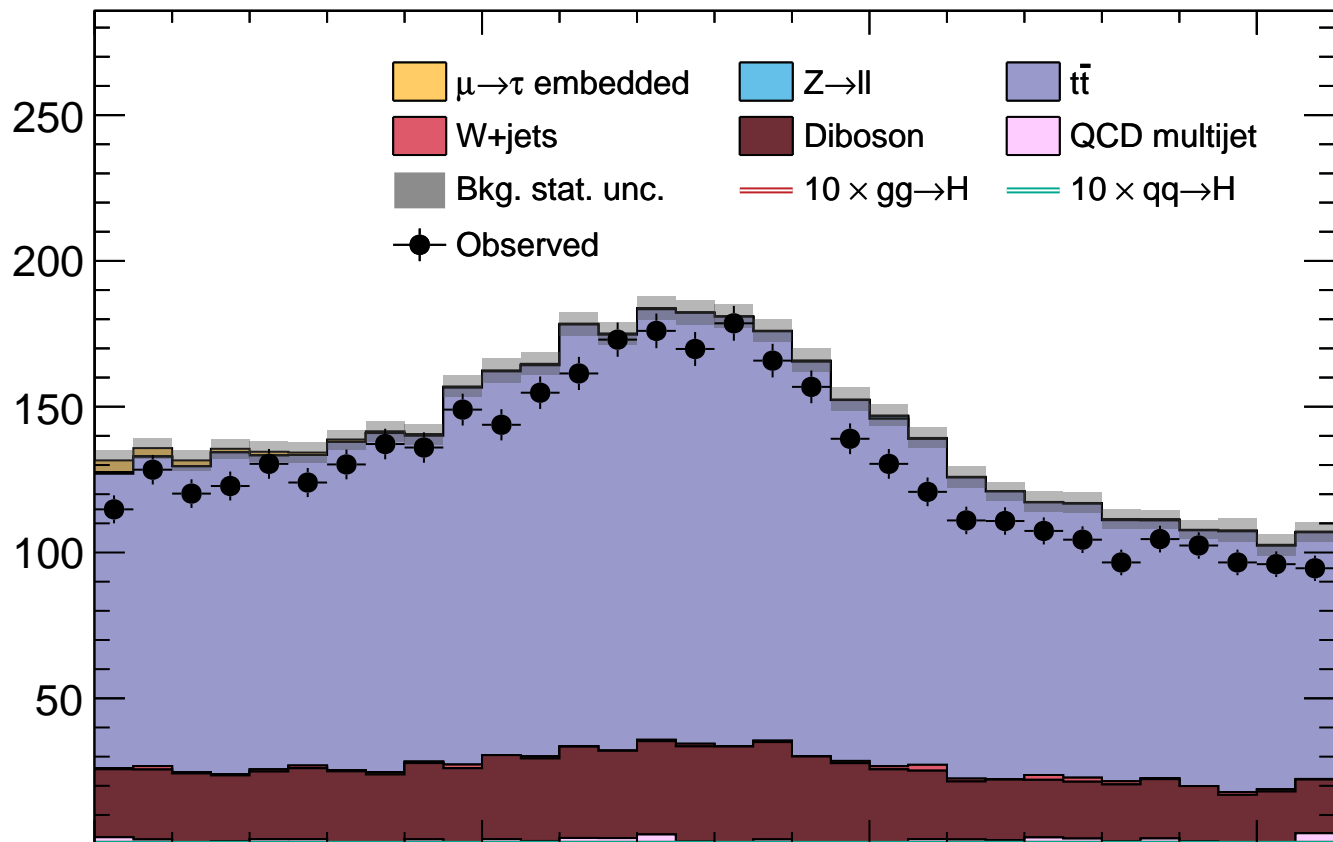 μ→τ embedded Z→ll tt̄
250
W+jets Diboson QCD multijet
Bkg. stat. unc. 10 × gg→H 10 × qq→H
Observed
200
150
100
50